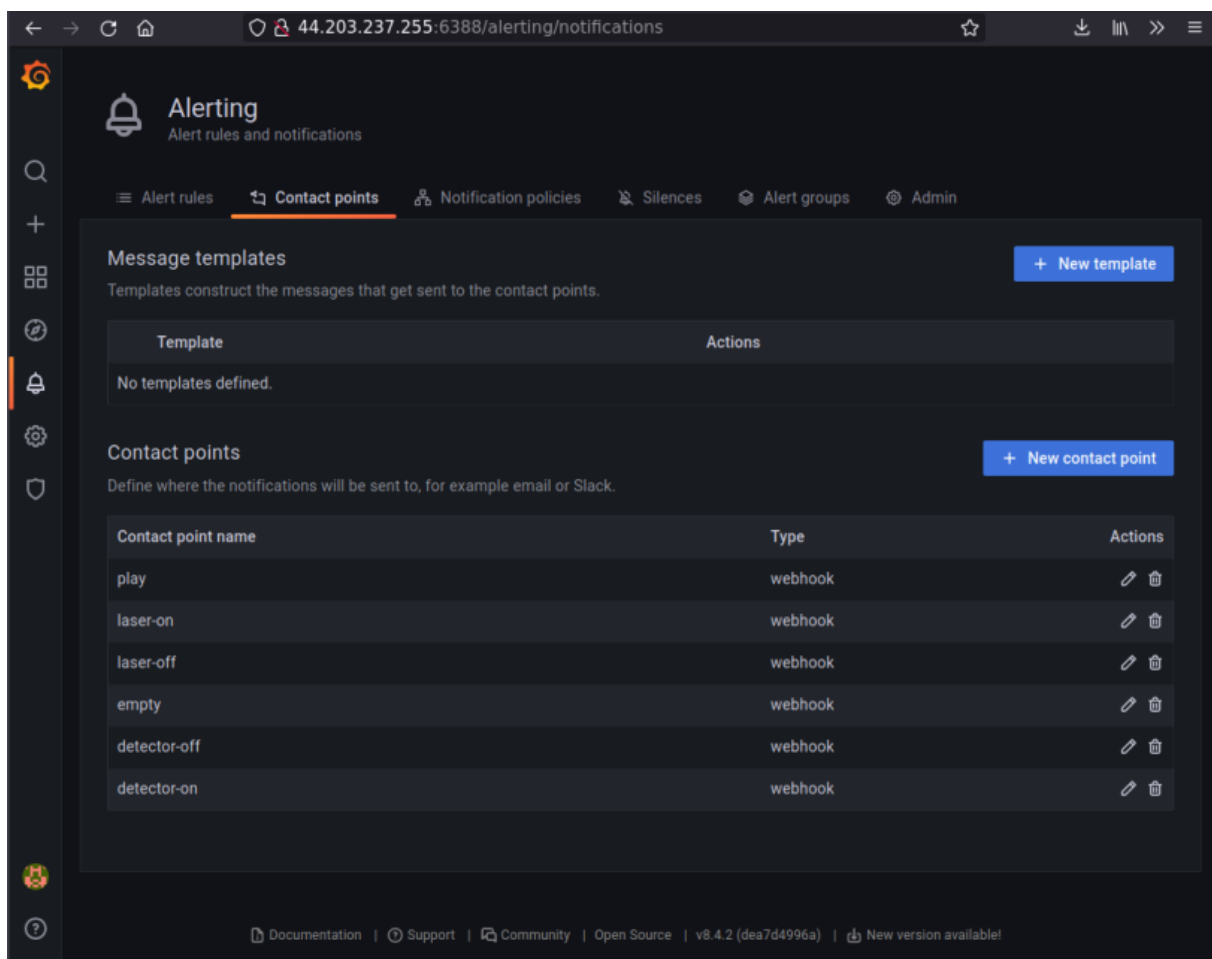 44.203.237.255:6388/alerting/notifications
Alerting
Alert rules and notifications
Alert rules Contact points Notification policies Silences Alert groups Admin
Message templates
+ New template
Templates construct the messages that get sent to the contact points.
Template Actions
No templates defined.
Contact points
+ New contact point
Define where the notifications will be sent to, for example email or Slack.
Contact point name Type Actions
play webhook
laser-on webhook
laser-off webhook
empty webhook
detector-off webhook
detector-on webhook
Documentation | Support | Community | Open Source | v8.4.2 (dea7d4996a) | New version available!